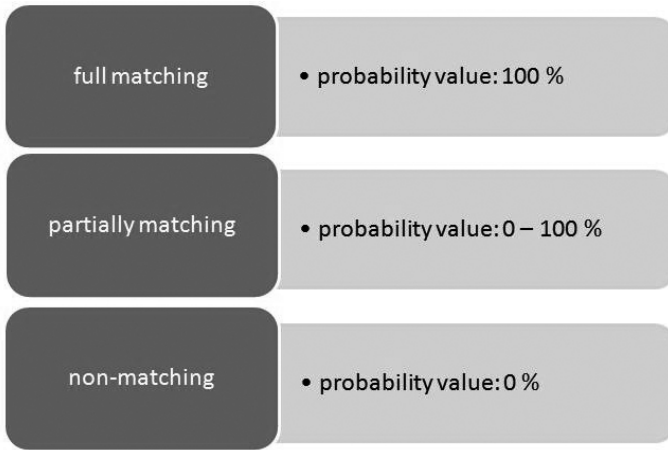 full matching
• probability value: 100 %
partially matching
• probability value: 0 – 100 %
non-matching
• probability value: 0 %